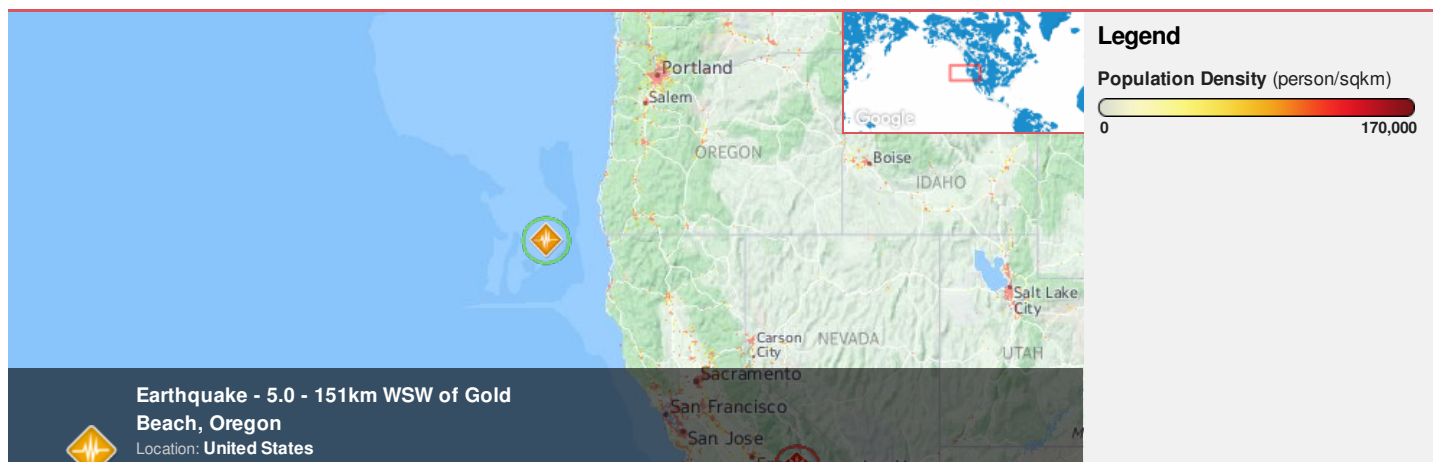 Portland
Salem
OREGON
Google
Boise
IDAHO
Salt Lake
City
Carson
City
NEVADA
UTAH
Sacramento
San Francisco
San Jose
Earthquake - 5.0 - 151km WSW of Gold
Beach, Oregon
Location: United States
Legend
Population Density (person/sqkm)
0 170,000